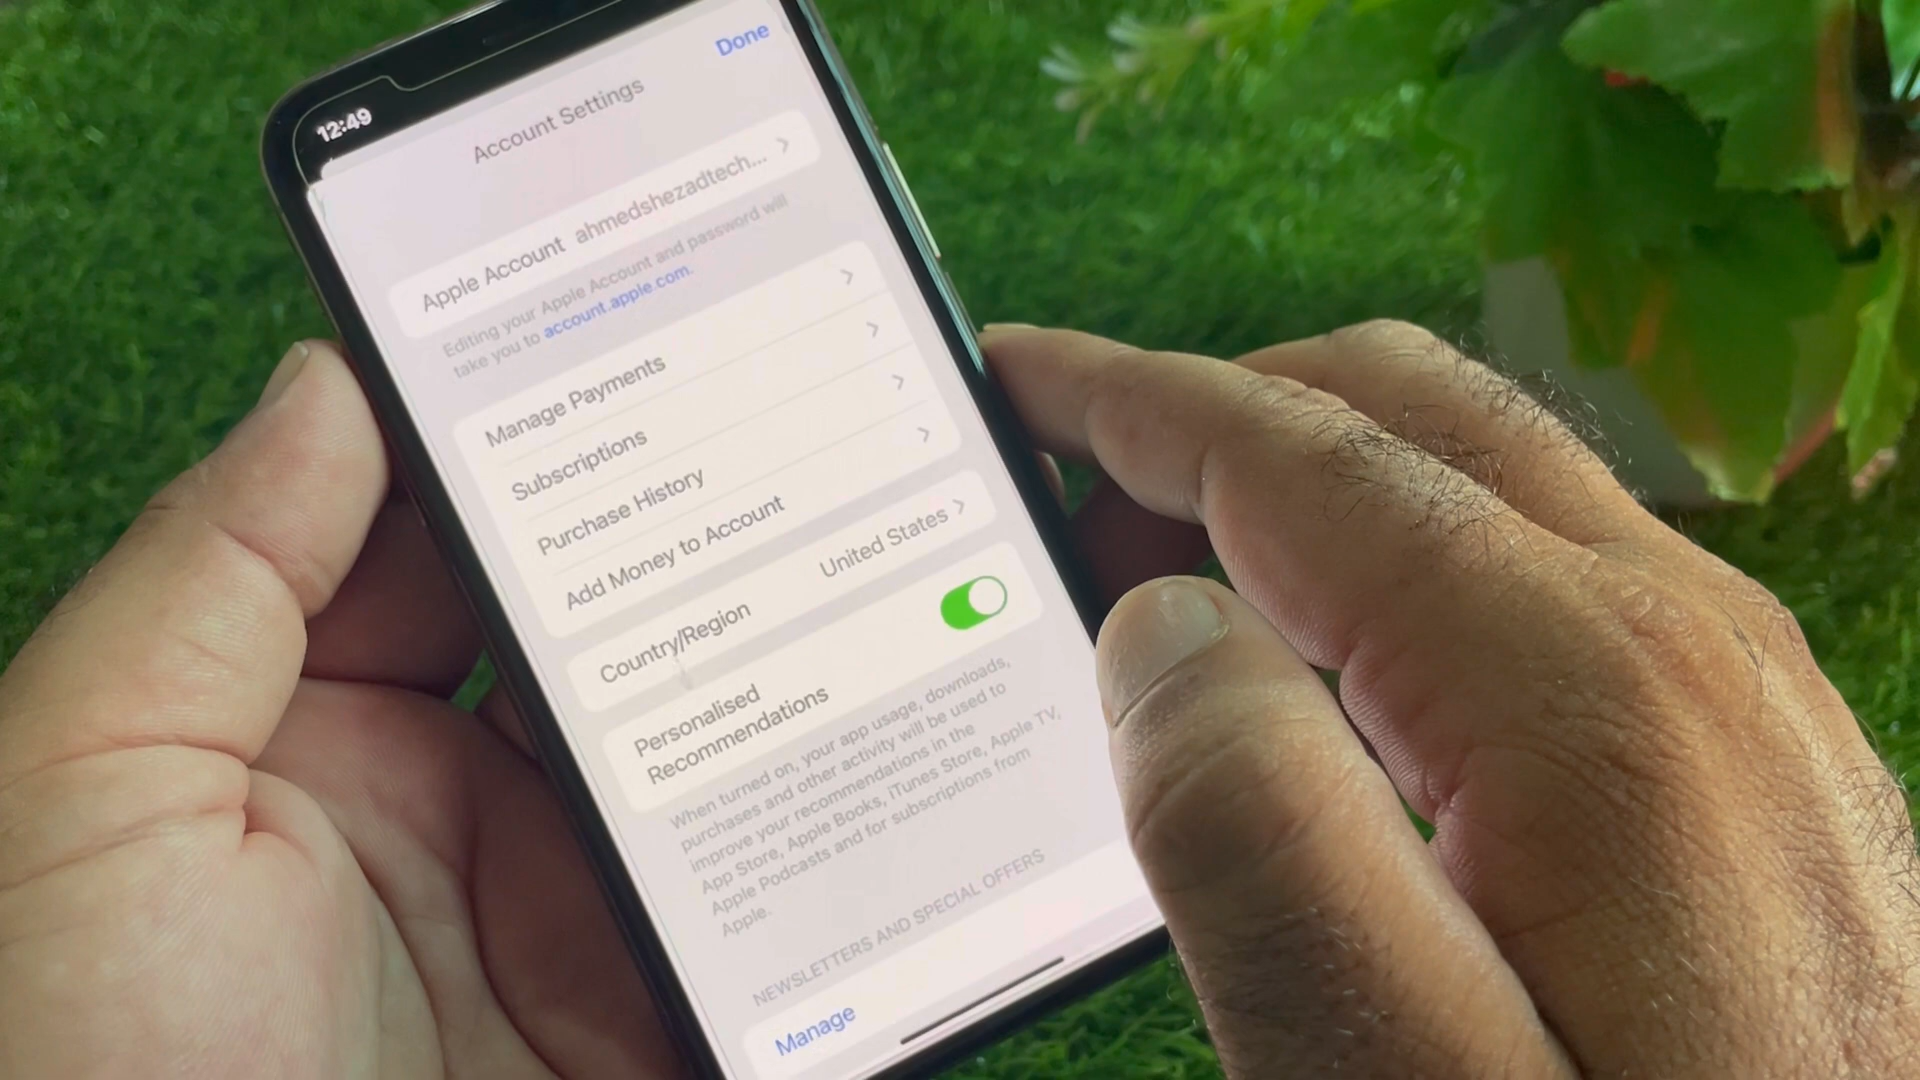 12:49
Done
Account Settings
Apple Account ahmedshezadtech...
Editing your Apple Account and password will
take you to account.apple.com.
Manage Payments
Subscriptions
Purchase History
Add Money to Account
Country/Region United States
Personalised
Recommendations
When turned on, your app usage, downloads,
purchases and other activity will be used to
improve your recommendations in the
App Store, Apple Books, iTunes Store, Apple TV,
Apple Podcasts and for subscriptions from
Apple.
NEWSLETTERS AND SPECIAL OFFERS
Manage